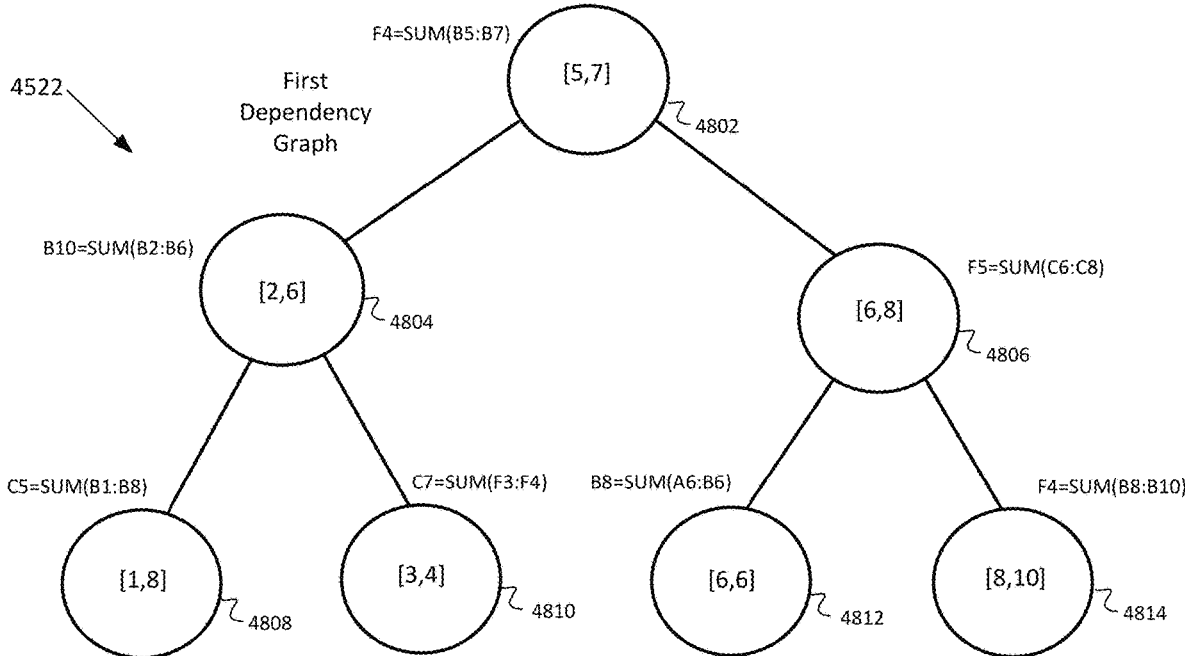 F4=SUM(B5:B7)
[5,7]
4522
First
Dependency
Graph
4802
B10=SUM(B2:B6)
[2,6]
4804
F5=SUM(C6:C8)
[6,8]
4806
C5=SUM(B1:B8)
[1,8]
4808
C7=SUM(F3:F4)
[3,4]
4810
B8=SUM(A6:B6)
[6,6]
4812
F4=SUM(B8:B10)
[8,10]
4814